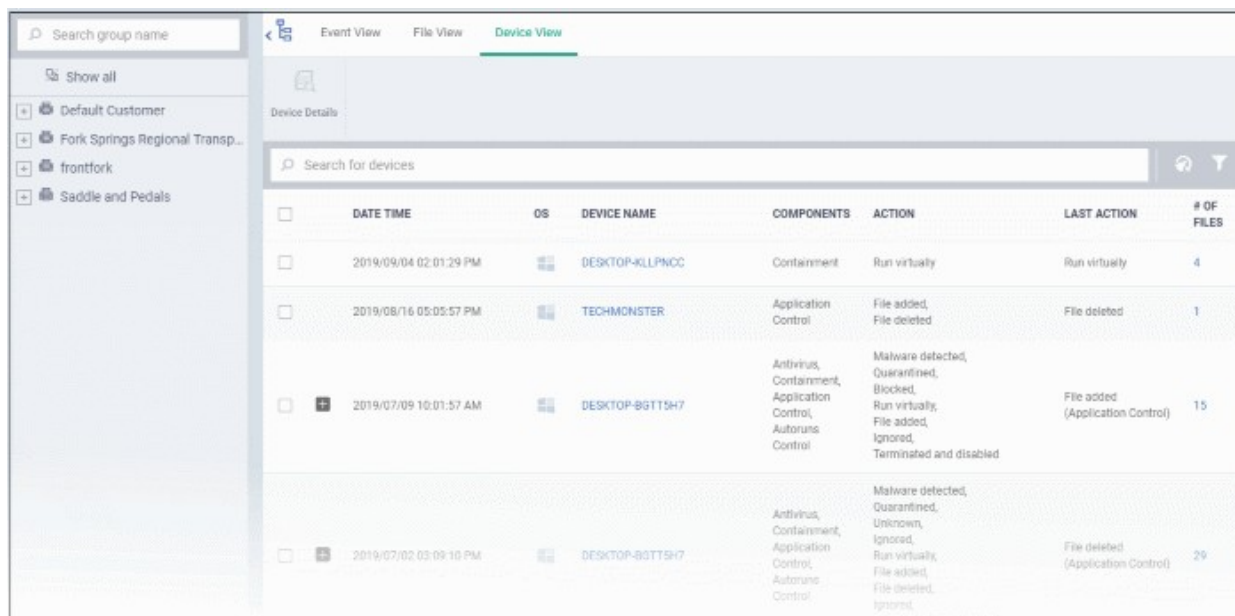 Search group name
Show all
Default Customer
Fork Springs Regional Transp...
frontfork
Saddle and Pedals
Event View
File View
Device View
Device Details
Search for devices
DATE TIME
OS
DEVICE NAME
COMPONENTS
ACTION
LAST ACTION
# OF
FILES
2019/09/04 02:01:29 PM
DESKTOP-KLLPNCC
Containment
Run virtually
Run virtually
4
2019/08/16 05:05:57 PM
TECHMONSTER
Application
Control
File added,
File deleted
File deleted
1
2019/07/09 10:01:57 AM
DESKTOP-BGTT5H7
Antivirus,
Containment,
Application
Control,
Autoruns
Control
Malware detected,
Quarantined,
Blocked,
Run virtually,
File added,
Ignored,
Terminated and disabled
File added
(Application Control)
15
2019/07/02 03:09:10 PM
DESKTOP-BGTT5H7
Antivirus,
Containment,
Application
Control,
Autoruns
Control
Malware detected,
Quarantined,
Unknown,
Ignored,
Run virtually,
File added,
File deleted,
Ignored,
File deleted
(Application Control)
29